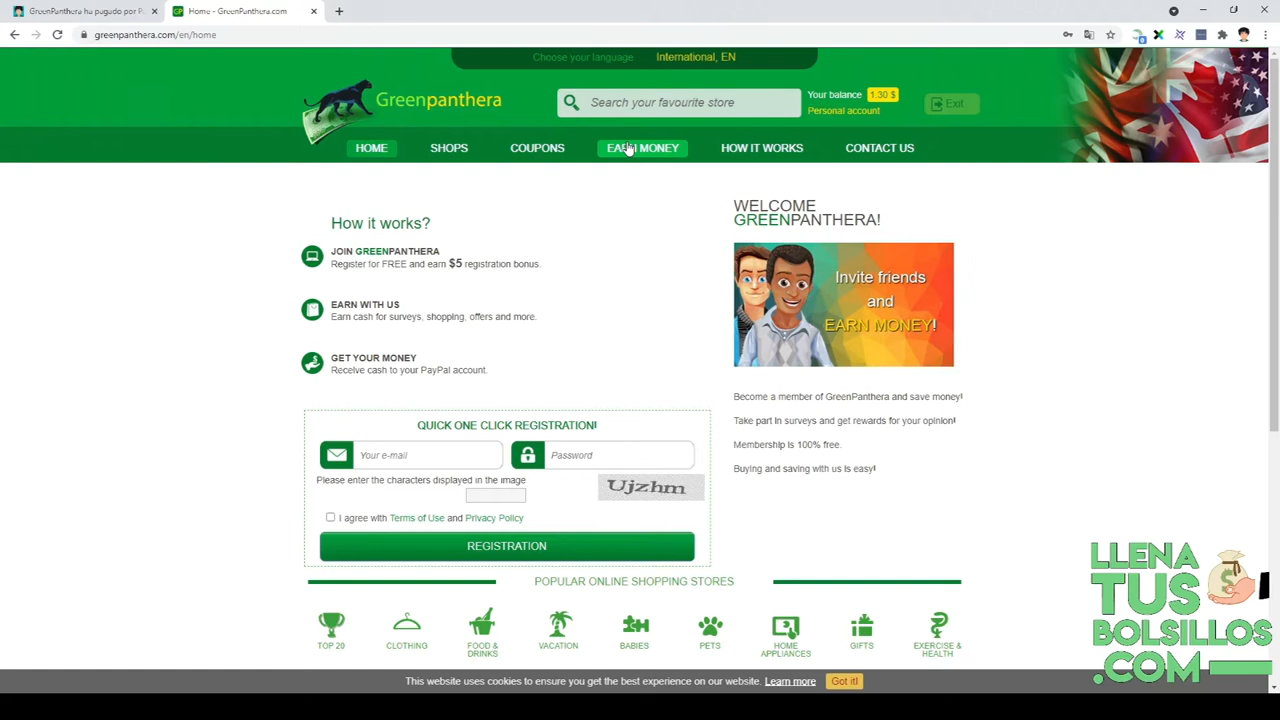 GreenPanthera ha pagado por P
Home - GreenPanthera.com
greenpanthera.com/en/home
Choose your language International, EN
Greenpanthera
Search your favourite store
Your balance 1.30 $
Personal account
Exit
HOME SHOPS COUPONS EARN MONEY HOW IT WORKS CONTACT US
How it works?
JOIN GREENPANTHERA
Register for FREE and earn $5 registration bonus.
EARN WITH US
Earn cash for surveys, shopping, offers and more.
GET YOUR MONEY
Receive cash to your PayPal account.
QUICK ONE CLICK REGISTRATION!
Your e-mail Password
Please enter the characters displayed in the image
Ujzhm
I agree with Terms of Use and Privacy Policy
REGISTRATION
WELCOME
GREENPANTHERA!
Invite friends
and
EARN MONEY!
Become a member of GreenPanthera and save money!
Take part in surveys and get rewards for your opinion!
Membership is 100% free.
Buying and saving with us is easy!
POPULAR ONLINE SHOPPING STORES
TOP 20 CLOTHING FOOD & VACATION BABIES PETS HOME GIFTS EXERCISE &
DRINKS APPLIANCES HEALTH
This website uses cookies to ensure you get the best experience on our website. Learn more Got it!
LLENA
TUS
BOLSILLOS
.COM